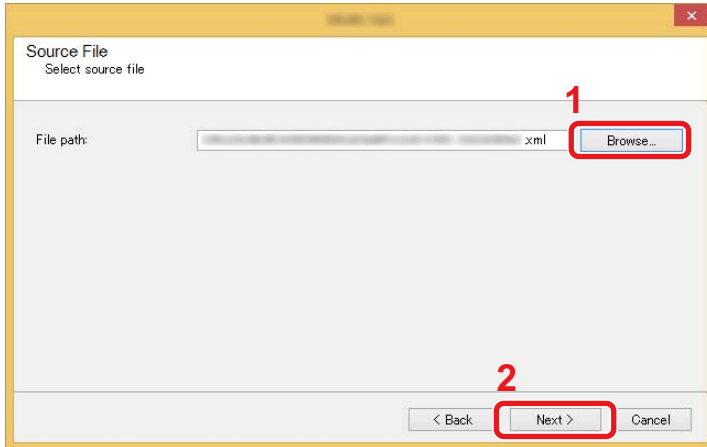 Source File
Select source file
1
File path:
.xml
Browse...
2
< Back
Next >
Cancel